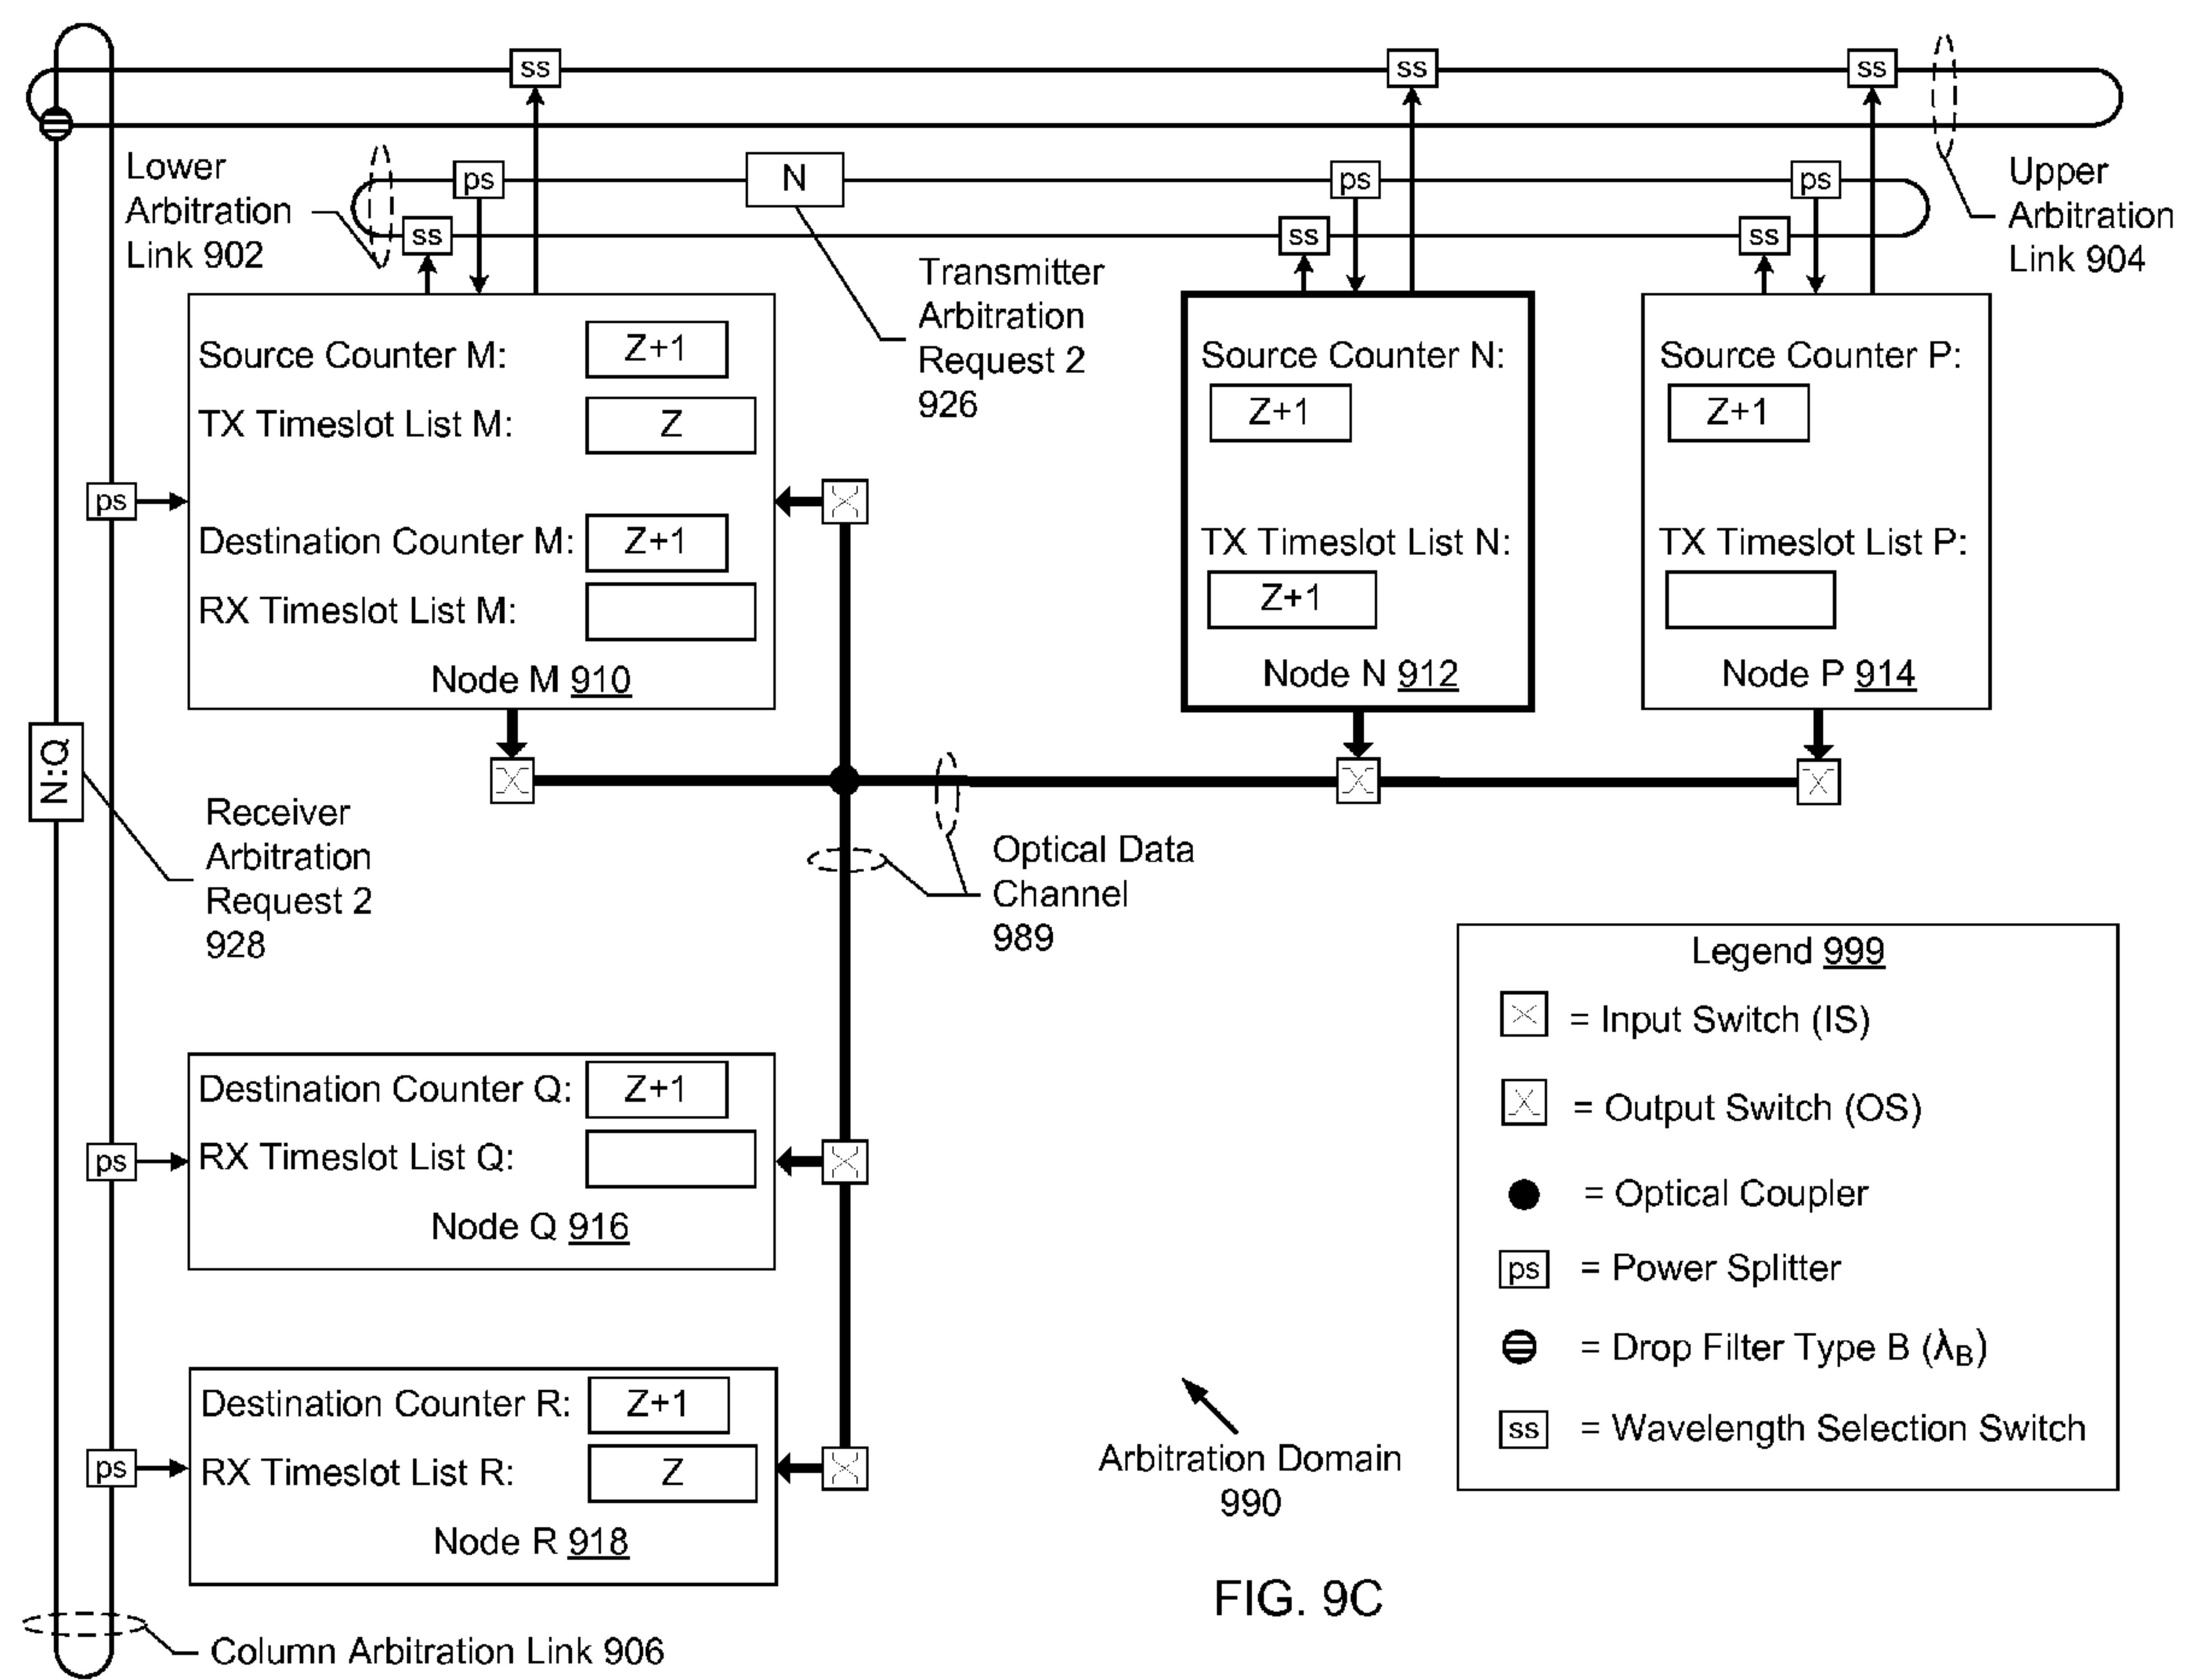 ss
ss
ss
Lower
Arbitration
Link 902
ps
N
ps
ps
Upper
Arbitration
Link 904
ss
ss
ss
Transmitter
Arbitration
Request 2
926
Source Counter M: Z+1
TX Timeslot List M: Z
Destination Counter M: Z+1
RX Timeslot List M:
Node M 910
ps
Source Counter N:
Z+1
TX Timeslot List N:
Z+1
Node N 912
Source Counter P:
Z+1
TX Timeslot List P:
Node P 914
N:Q
Receiver
Arbitration
Request 2
928
Optical Data
Channel
989
ps
Destination Counter Q: Z+1
RX Timeslot List Q:
Node Q 916
ps
Destination Counter R: Z+1
RX Timeslot List R: Z
Node R 918
Column Arbitration Link 906
Arbitration Domain
990
Legend 999
= Input Switch (IS)
= Output Switch (OS)
= Optical Coupler
ps = Power Splitter
= Drop Filter Type B (λB)
ss = Wavelength Selection Switch
FIG. 9C